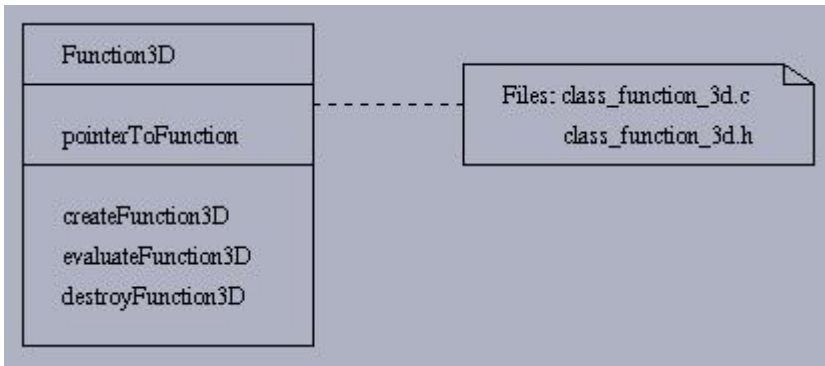 Function3D
pointerToFunction
createFunction3D
evaluateFunction3D
destroyFunction3D
Files: class_function_3d.c
class_function_3d.h